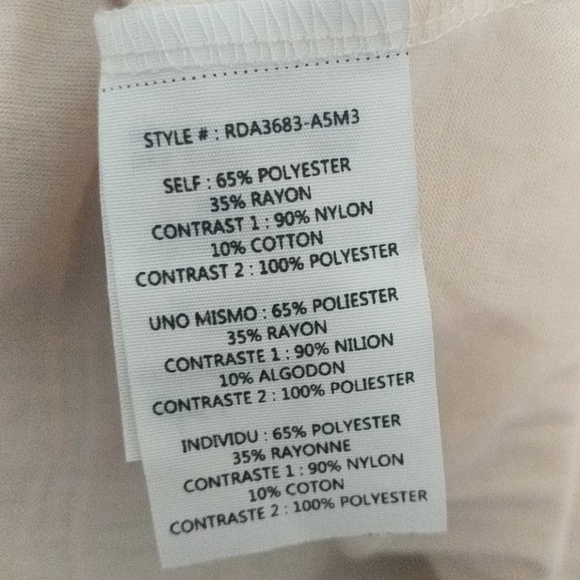 STYLE # : RDA3683-A5M3
SELF : 65% POLYESTER
35% RAYON
CONTRAST 1 : 90% NYLON
10% COTTON
CONTRAST 2 : 100% POLYESTER
UNO MISMO : 65% POLIESTER
35% RAYON
CONTRASTE 1 : 90% NILION
10% ALGODON
CONTRASTE 2 : 100% POLIESTER
INDIVIDU : 65% POLYESTER
35% RAYONNE
CONTRASTE 1 : 90% NYLON
10% COTON
CONTRASTE 2 : 100% POLYESTER